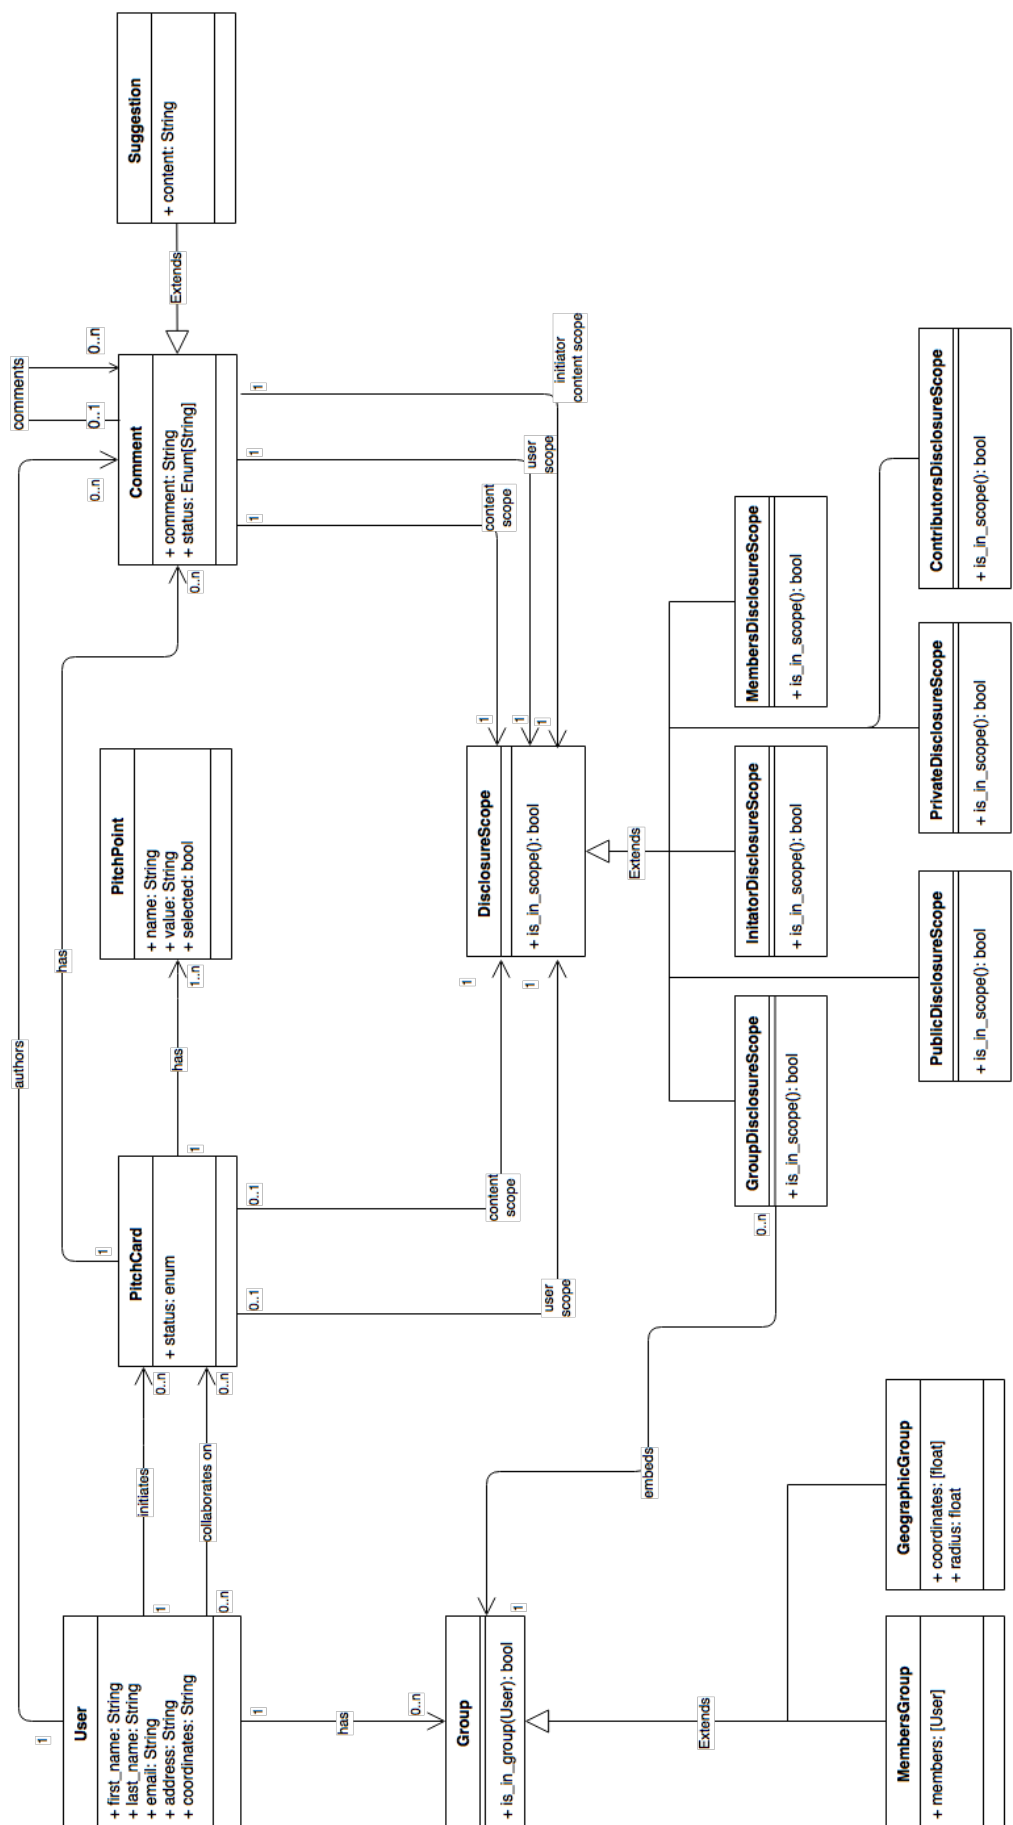 Suggestion
+ content: String
Extends
comments
0..n
0..1
0..n
Comment
+ comment: String
+ status: Enum[String]
0..n
1
1
1
initiator
content scope
user
scope
content
scope
1
1
1
authors
has
PitchPoint
+ name: String
+ value: String
+ selected: bool
1..n
has
1
1
PitchCard
+ status: enum
0..1
0..1
content
scope
user
scope
1
1
DisclosureScope
+ is_in_scope(): bool
Extends
MembersDisclosureScope
+ is_in_scope(): bool
ContributorsDisclosureScope
+ is_in_scope(): bool
InitatorDisclosureScope
+ is_in_scope(): bool
PrivateDisclosureScope
+ is_in_scope(): bool
GroupDisclosureScope
+ is_in_scope(): bool
PublicDisclosureScope
+ is_in_scope(): bool
0..n
0..n
0..n
initiates
collaborates on
1
0..n
1
User
+ first_name: String
+ last_name: String
+ email: String
+ address: String
+ coordinates: String
1
has
0..n
embeds
1
Group
+ is_in_group(User): bool
Extends
GeographicGroup
+ coordinates: [float]
+ radius: float
MembersGroup
+ members: [User]